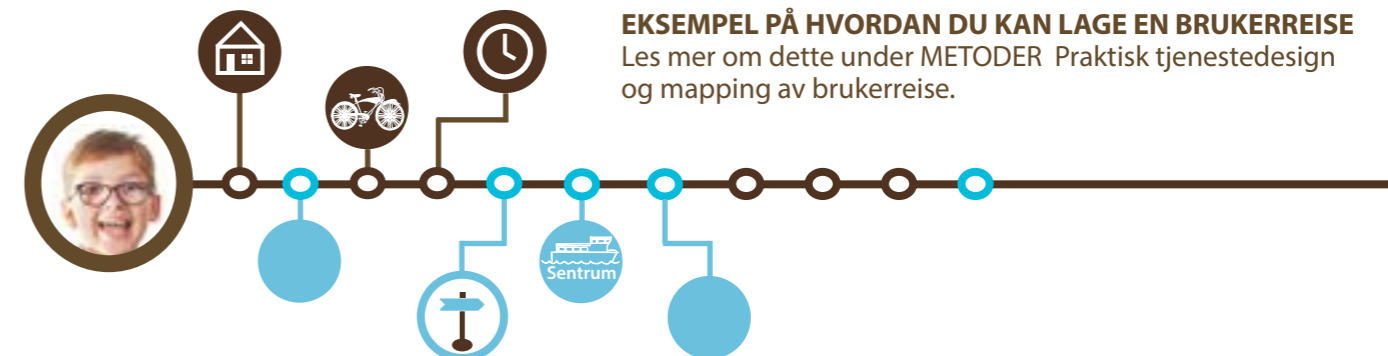 EKSEMPEL PÅ HVORDAN DU KAN LAGE EN BRUKERREISE
Les mer om dette under METODER Praktisk tjenestedesign
og mapping av brukerreise.
Sentrum